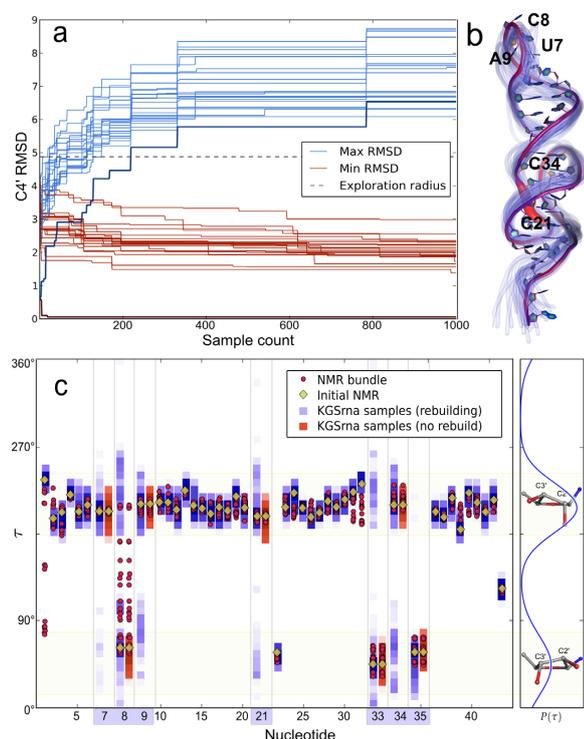 a
9
8
7
6
5
4
3
2
1
0
C4' RMSD
Max RMSD
Min RMSD
Exploration radius
200
400
600
800
1000
Sample count
b
C8
U7
A9
C34
C21
c
360°
270°
τ
90°
0°
NMR bundle
Initial NMR
KGSrna samples (rebuilding)
KGSrna samples (no rebuild)
5
7
8
9
10
15
20
21
25
30
33
34
35
40
Nucleotide
C3'
C2'
C3'
C2'
P(τ)